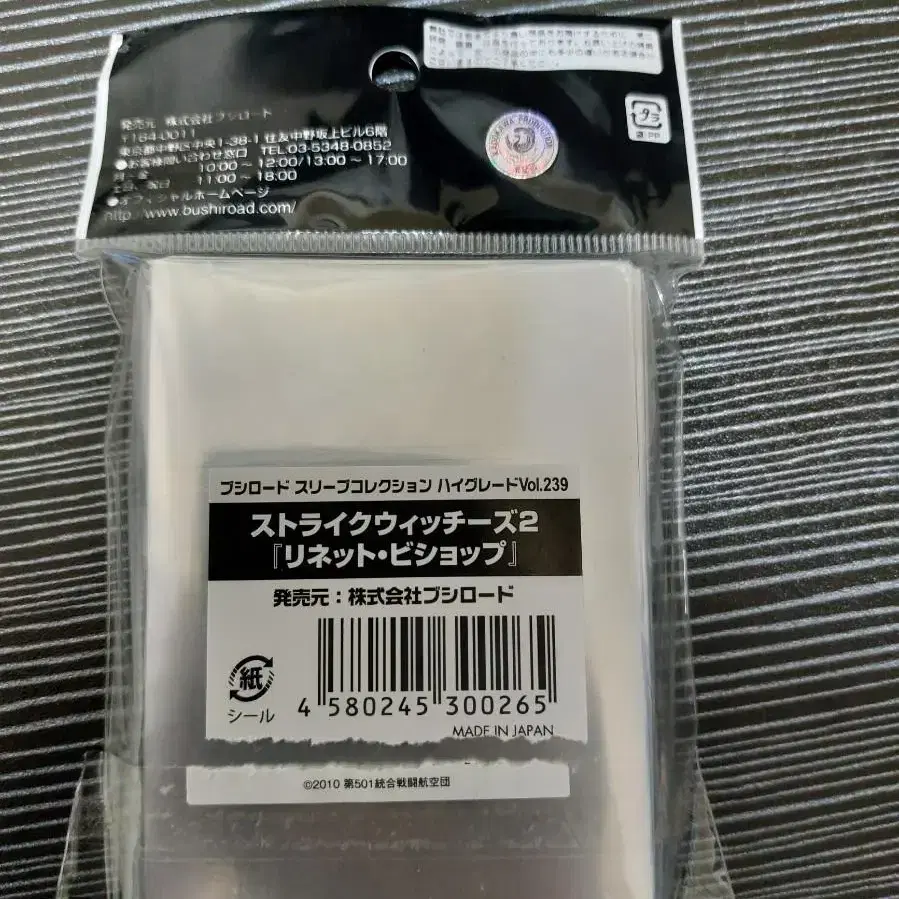 発売元 株式会社ブシロード
〒164-0011
東京都中野区中央1-38-1 住友中野坂上ビル6階
●お客様問い合わせ窓口 TEL.03-5348-0852
10:00～12:00/13:00～17:00
11:00～18:00
●オフィシャルホームページ
http://www.bushiroad.com/
KADOKAWA PRODUCTION
プラ
PP
ブシロード スリーブコレクション ハイグレードVol.239
ストライクウィッチーズ2
『リネット・ビショップ』
発売元：株式会社ブシロード
紙
シール
4 580245 300265
MADE IN JAPAN
©2010 第501統合戦闘航空団